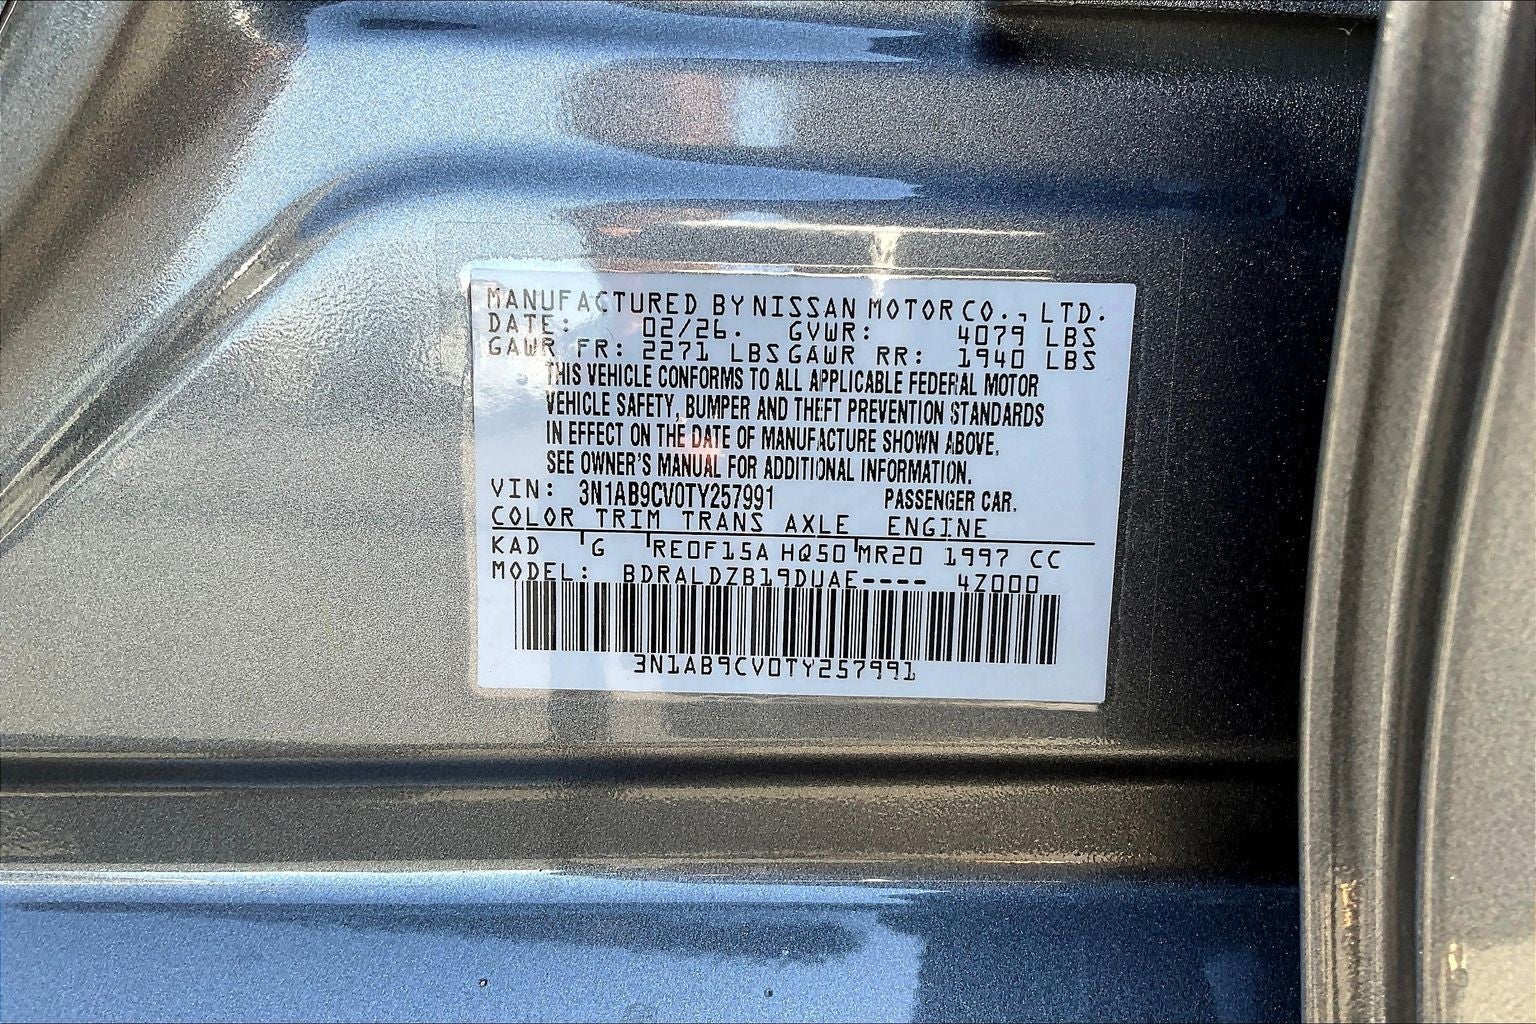 MANUFACTURED BY NISSAN MOTOR CO., LTD.
DATE: 02/26. GVWR: 4079 LBS
GAWR FR: 2271 LBS GAWR RR: 1940 LBS
THIS VEHICLE CONFORMS TO ALL APPLICABLE FEDERAL MOTOR
VEHICLE SAFETY, BUMPER AND THEFT PREVENTION STANDARDS
IN EFFECT ON THE DATE OF MANUFACTURE SHOWN ABOVE.
SEE OWNER'S MANUAL FOR ADDITIONAL INFORMATION.
VIN: 3N1AB9CV0TY257991 PASSENGER CAR.
COLOR TRIM TRANS AXLE ENGINE
KAD G RE0F15A HQ50 MR20 1997 CC
MODEL: BDRALDZB19DUAE---- 4Z000
3N1AB9CV0TY257991